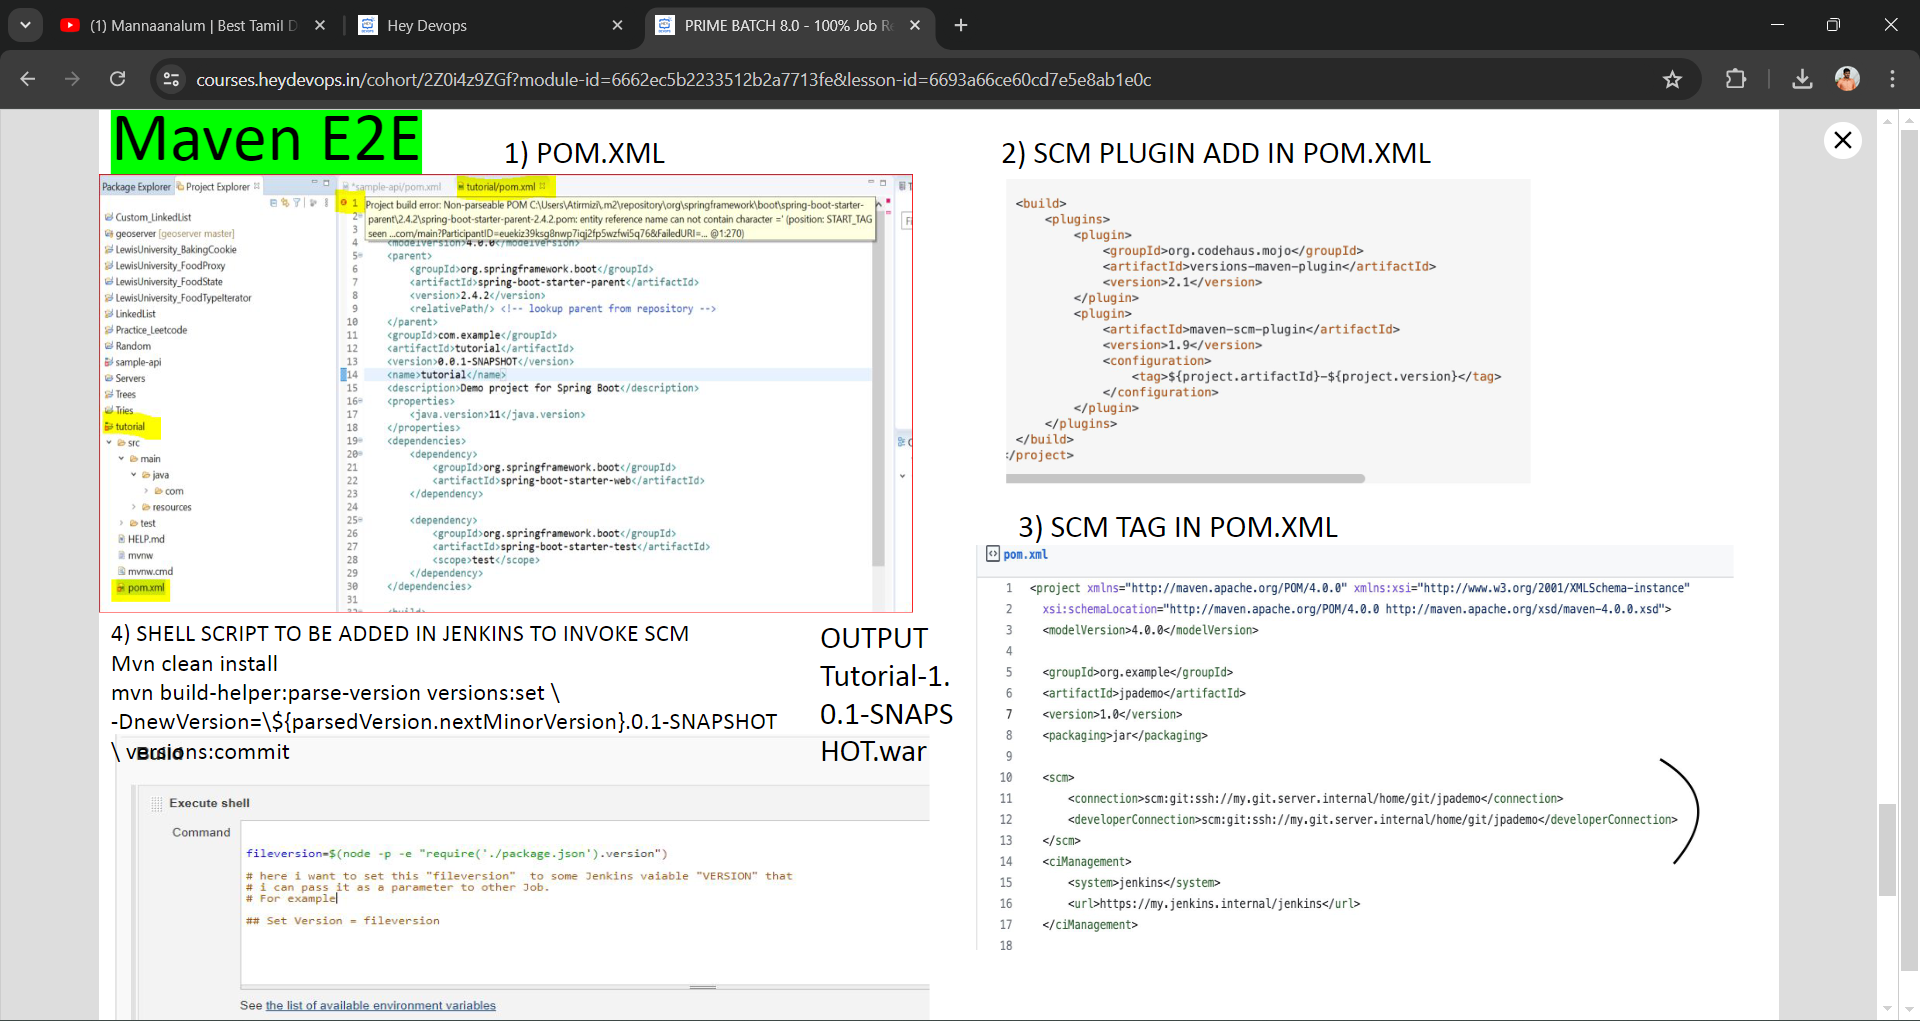 (1) Mannaanalum | Best Tamil D
Hey Devops
PRIME BATCH 8.0 - 100% Job Re
courses.heydevops.in/cohort/2Z0i4z9ZGf?module-id=6662ec5b2233512b2a7713fe&lesson-id=6693a66ce60cd7e5e8ab1e0c
Maven E2E
1) POM.XML
Package Explorer
Project Explorer
Custom_LinkedList
geoserver [geoserver master]
LewisUniversity_BakingCookie
LewisUniversity_FoodProxy
LewisUniversity_FoodState
LewisUniversity_FoodTypeIterator
LinkedList
Practice_Leetcode
Random
sample-api
Servers
Trees
Tries
tutorial
src
main
java
com
resources
test
HELP.md
mvnw
mvnw.cmd
pom.xml
*sample-api/pom.xml
tutorial/pom.xml
1 Project build error: Non-parseable POM C:\Users\Atirmizi\.m2\repository\org\springframework\boot\spring-boot-starter-
2 parent\2.4.2\spring-boot-starter-parent-2.4.2.pom: entity reference name can not contain character =' (position: START_TAG
3 seen ...com/main?ParticipantID=euekiz39ksg8nwp7iqj2fp5wzfwi5q76&FailedURI=... @1:270)
4 <modelVersion>4.0.0</modelVersion>
5 <parent>
6 <groupId>org.springframework.boot</groupId>
7 <artifactId>spring-boot-starter-parent</artifactId>
8 <version>2.4.2</version>
9 <relativePath/> <!-- lookup parent from repository -->
10 </parent>
11 <groupId>com.example</groupId>
12 <artifactId>tutorial</artifactId>
13 <version>0.0.1-SNAPSHOT</version>
14 <name>tutorial</name>
15 <description>Demo project for Spring Boot</description>
16 <properties>
17 <java.version>11</java.version>
18 </properties>
19 <dependencies>
20 <dependency>
21 <groupId>org.springframework.boot</groupId>
22 <artifactId>spring-boot-starter-web</artifactId>
23 </dependency>
24
25 <dependency>
26 <groupId>org.springframework.boot</groupId>
27 <artifactId>spring-boot-starter-test</artifactId>
28 <scope>test</scope>
29 </dependency>
30 </dependencies>
31
32 <build>
2) SCM PLUGIN ADD IN POM.XML
<build>
<plugins>
<plugin>
<groupId>org.codehaus.mojo</groupId>
<artifactId>versions-maven-plugin</artifactId>
<version>2.1</version>
</plugin>
<plugin>
<artifactId>maven-scm-plugin</artifactId>
<version>1.9</version>
<configuration>
<tag>${project.artifactId}-${project.version}</tag>
</configuration>
</plugin>
</plugins>
</build>
/project>
3) SCM TAG IN POM.XML
pom.xml
1 <project xmlns="http://maven.apache.org/POM/4.0.0" xmlns:xsi="http://www.w3.org/2001/XMLSchema-instance"
2 xsi:schemaLocation="http://maven.apache.org/POM/4.0.0 http://maven.apache.org/xsd/maven-4.0.0.xsd">
3 <modelVersion>4.0.0</modelVersion>
4
5 <groupId>org.example</groupId>
6 <artifactId>jpademo</artifactId>
7 <version>1.0</version>
8 <packaging>jar</packaging>
9
10 <scm>
11 <connection>scm:git:ssh://my.git.server.internal/home/git/jpademo</connection>
12 <developerConnection>scm:git:ssh://my.git.server.internal/home/git/jpademo</developerConnection>
13 </scm>
14 <ciManagement>
15 <system>jenkins</system>
16 <url>https://my.jenkins.internal/jenkins</url>
17 </ciManagement>
18
4) SHELL SCRIPT TO BE ADDED IN JENKINS TO INVOKE SCM
Mvn clean install
mvn build-helper:parse-version versions:set \
-DnewVersion=\${parsedVersion.nextMinorVersion}.0.1-SNAPSHOT
\ versions:commit
OUTPUT
Tutorial-1.
0.1-SNAPS
HOT.war
Build
Execute shell
Command
fileversion=$(node -p -e "require('./package.json').version")
# here i want to set this "fileversion" to some Jenkins vaiable "VERSION" that
# i can pass it as a parameter to other Job.
# For example
## Set Version = fileversion
See the list of available environment variables